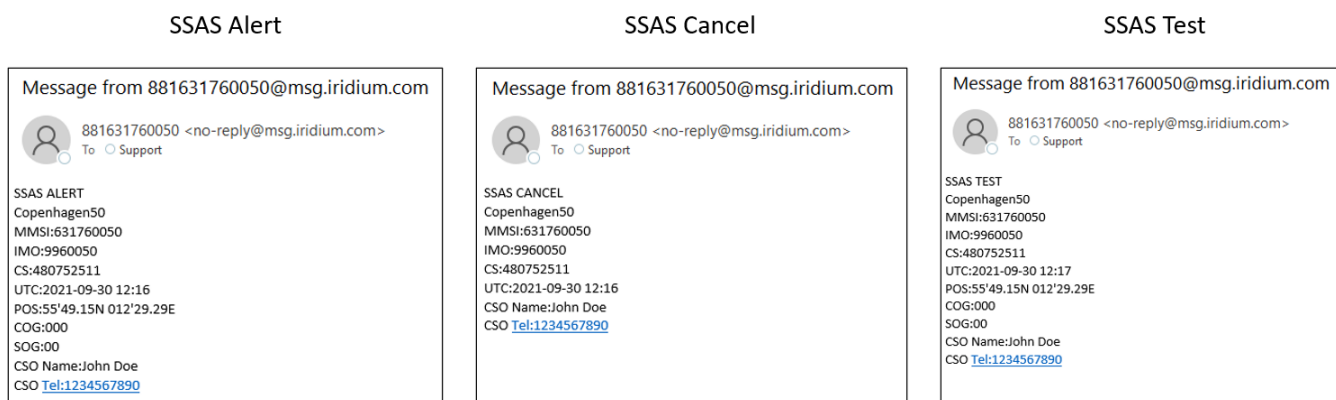 SSAS Alert
Message from 881631760050@msg.iridium.com
881631760050 <no-reply@msg.iridium.com>
To Support
SSAS ALERT
Copenhagen50
MMSI:631760050
IMO:9960050
CS:480752511
UTC:2021-09-30 12:16
POS:55'49.15N 012'29.29E
COG:000
SOG:00
CSO Name:John Doe
CSO Tel:1234567890
SSAS Cancel
Message from 881631760050@msg.iridium.com
881631760050 <no-reply@msg.iridium.com>
To Support
SSAS CANCEL
Copenhagen50
MMSI:631760050
IMO:9960050
CS:480752511
UTC:2021-09-30 12:16
CSO Name:John Doe
CSO Tel:1234567890
SSAS Test
Message from 881631760050@msg.iridium.com
881631760050 <no-reply@msg.iridium.com>
To Support
SSAS TEST
Copenhagen50
MMSI:631760050
IMO:9960050
CS:480752511
UTC:2021-09-30 12:17
POS:55'49.15N 012'29.29E
COG:000
SOG:00
CSO Name:John Doe
CSO Tel:1234567890